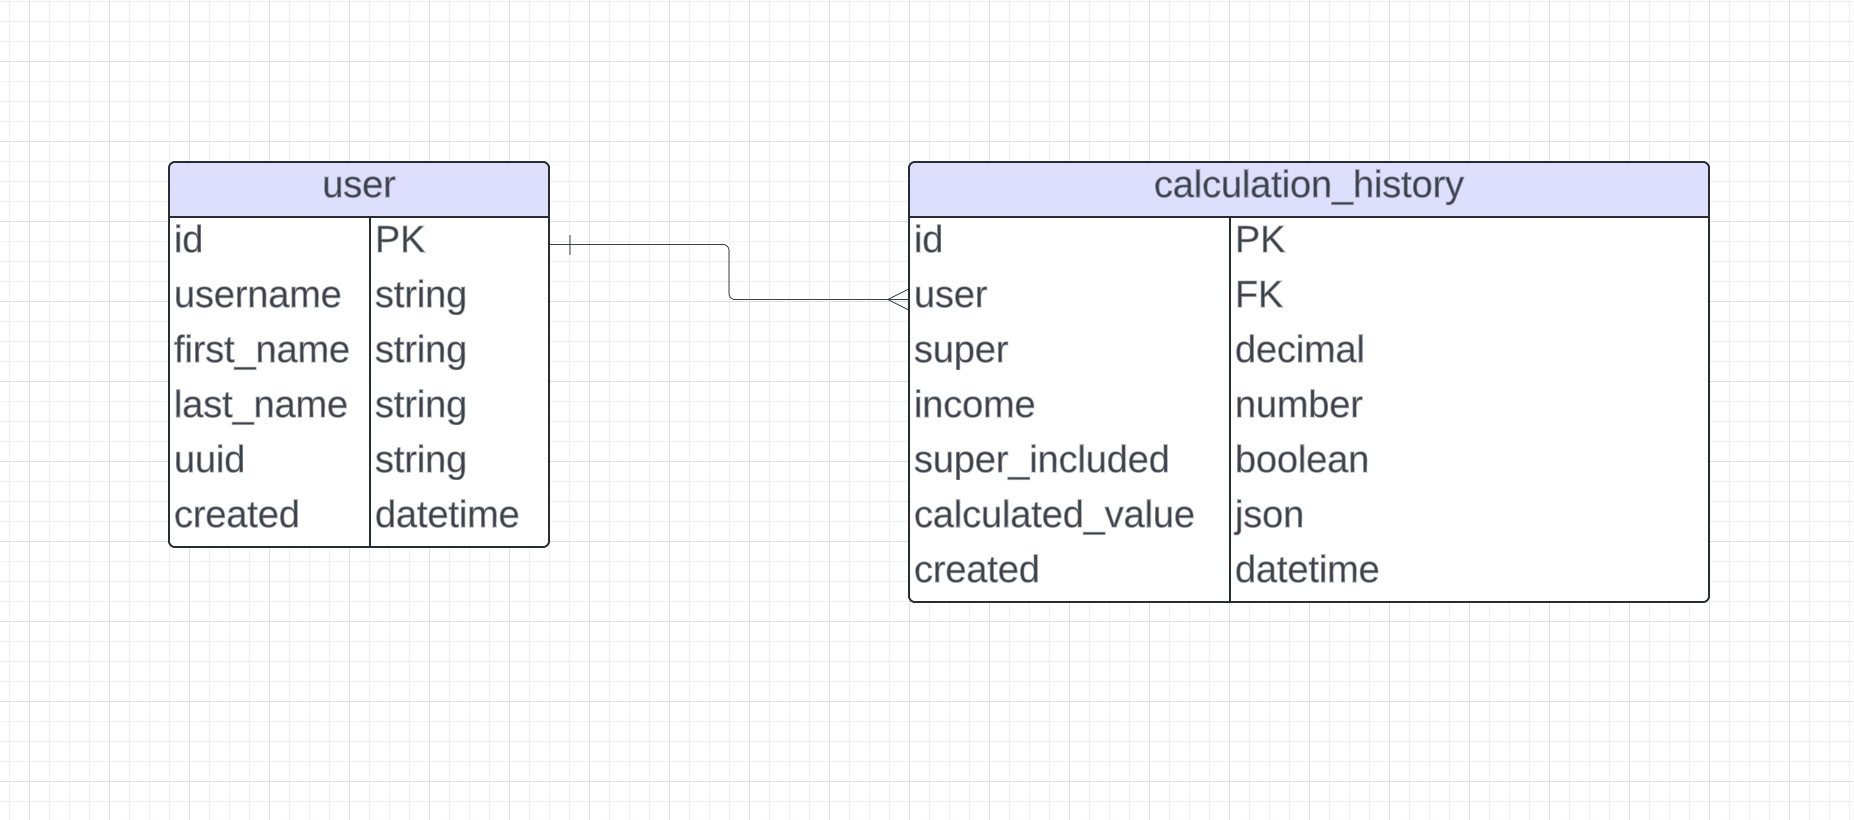 user
id PK
username string
first_name string
last_name string
uuid string
created datetime
calculation_history
id PK
user FK
super decimal
income number
super_included boolean
calculated_value json
created datetime